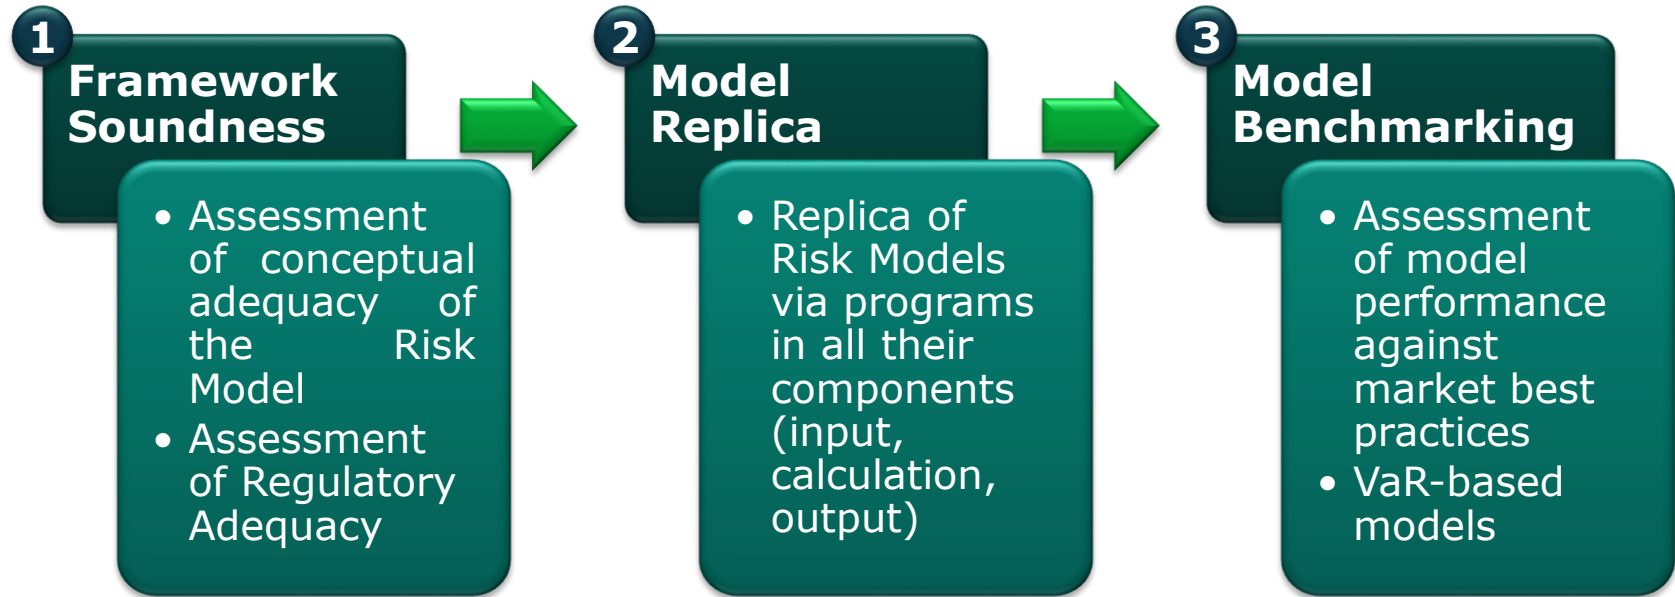 1
Framework
Soundness
• Assessment
of conceptual
adequacy of
the Risk
Model
• Assessment
of Regulatory
Adequacy
2
Model
Replica
• Replica of
Risk Models
via programs
in all their
components
(input,
calculation,
output)
3
Model
Benchmarking
• Assessment
of model
performance
against
market best
practices
• VaR-based
models